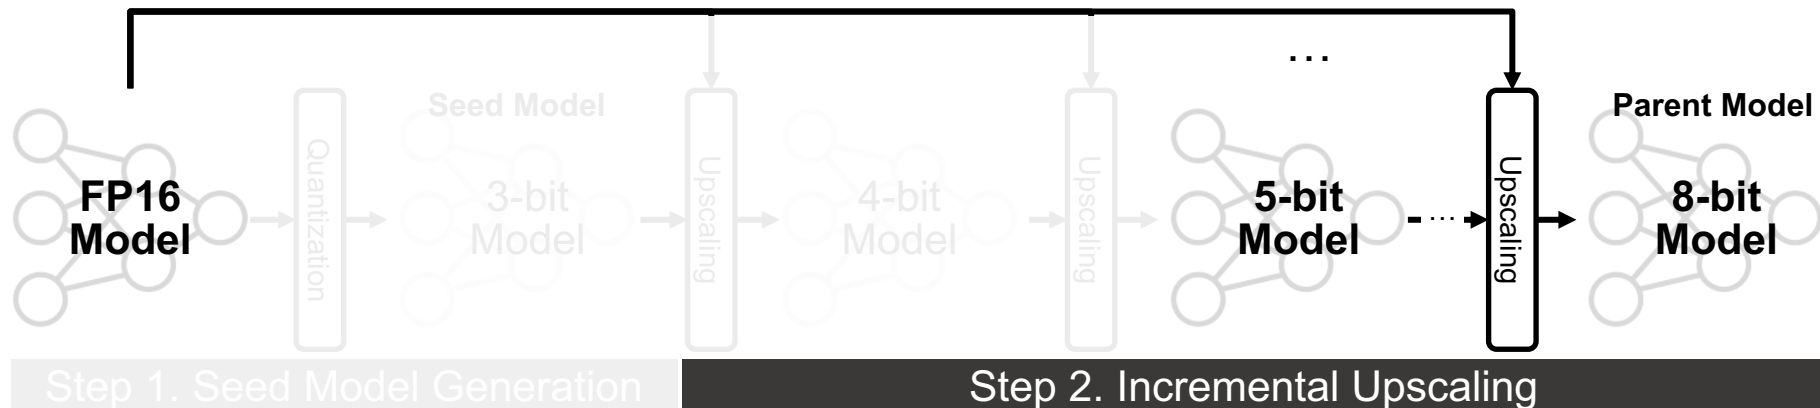 ...
Seed Model
Parent Model
FP16
Model
Quantization
3-bit
Model
Upscaling
4-bit
Model
Upscaling
5-bit
Model
...
Upscaling
8-bit
Model
Step 1. Seed Model Generation
Step 2. Incremental Upscaling